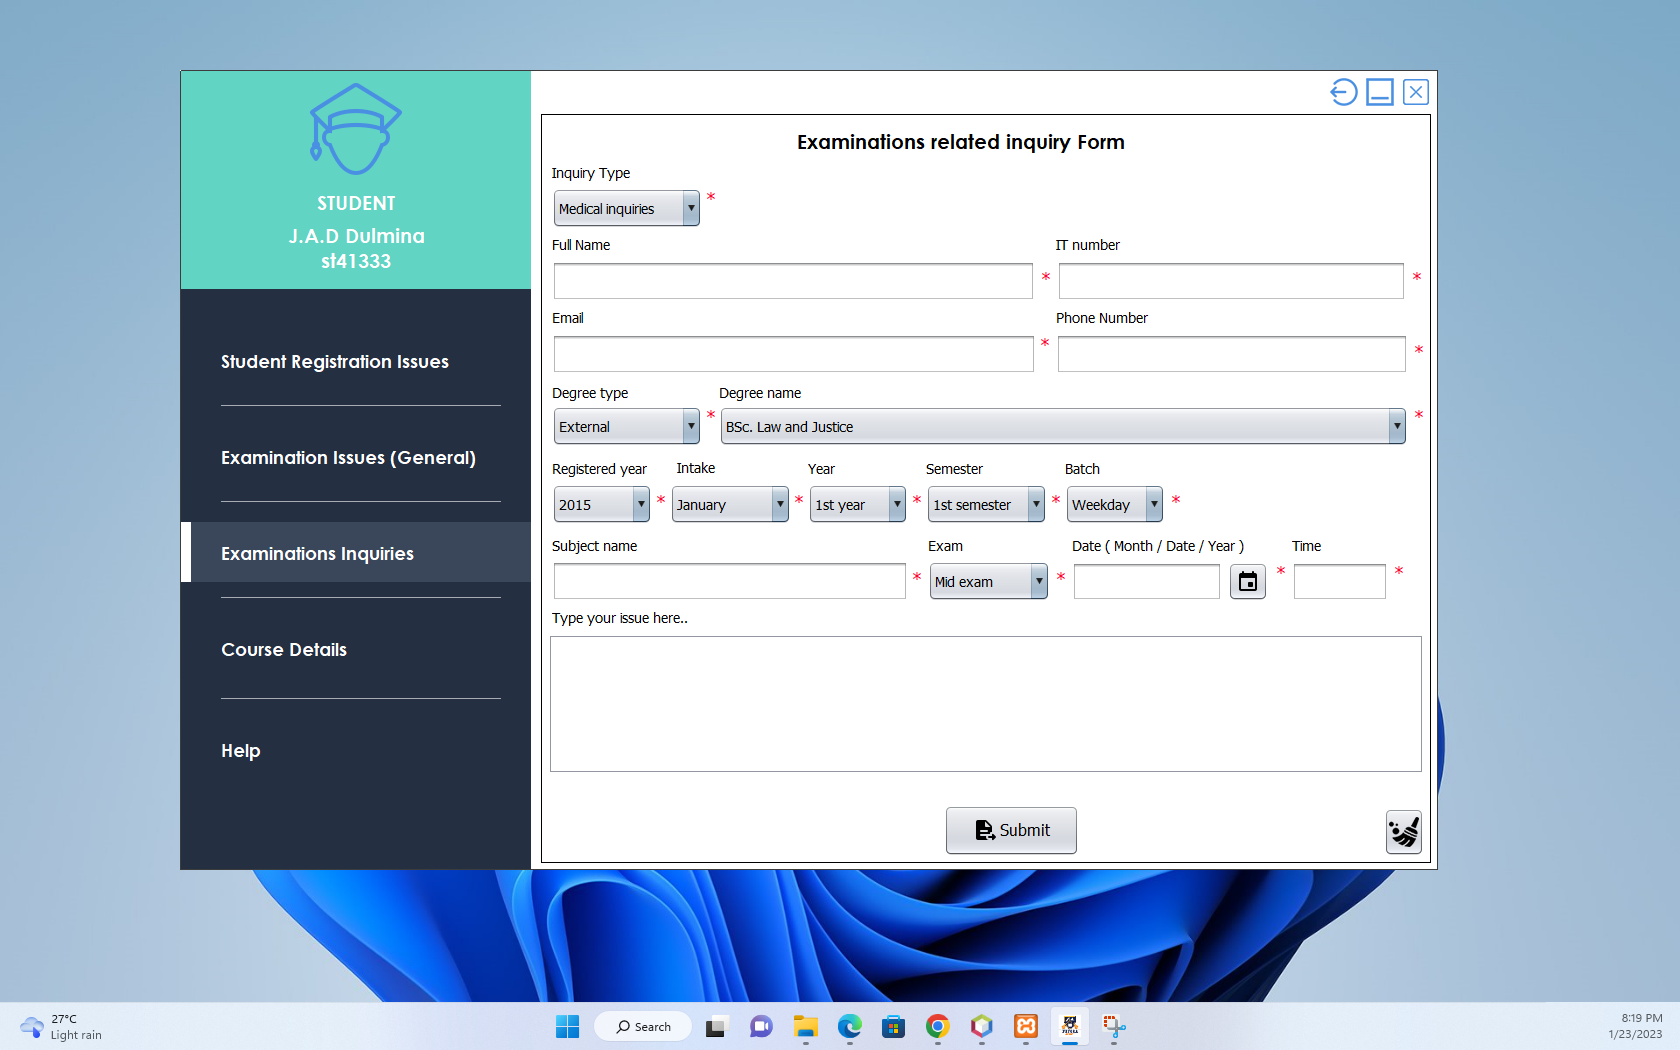 STUDENT
J.A.D Dulmina
st41333
Student Registration Issues
Examination Issues (General)
Examinations Inquiries
Course Details
Help
Examinations related inquiry Form
Inquiry Type
Medical inquiries *
Full Name IT number
* *
Email Phone Number
* *
Degree type Degree name
External * BSc. Law and Justice *
Registered year Intake Year Semester Batch
2015 * January * 1st year * 1st semester * Weekday *
Subject name Exam Date ( Month / Date / Year ) Time
* Mid exam * * *
Type your issue here..
Submit
27°C
Light rain
Search
8:19 PM
1/23/2023